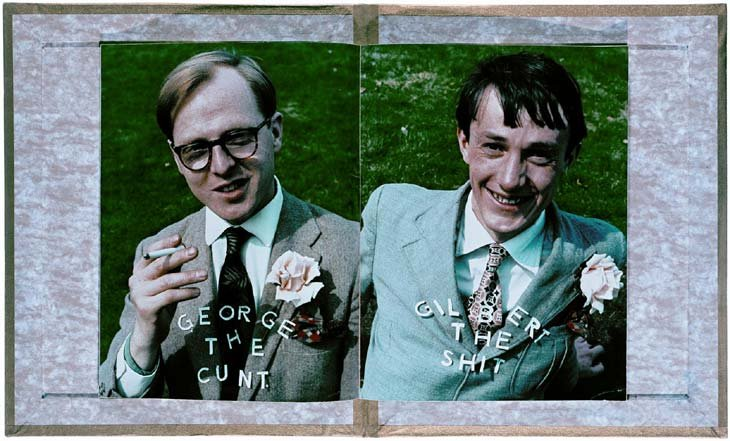 GEORGE
THE
CUNT.
GILBERT
THE
SHIT